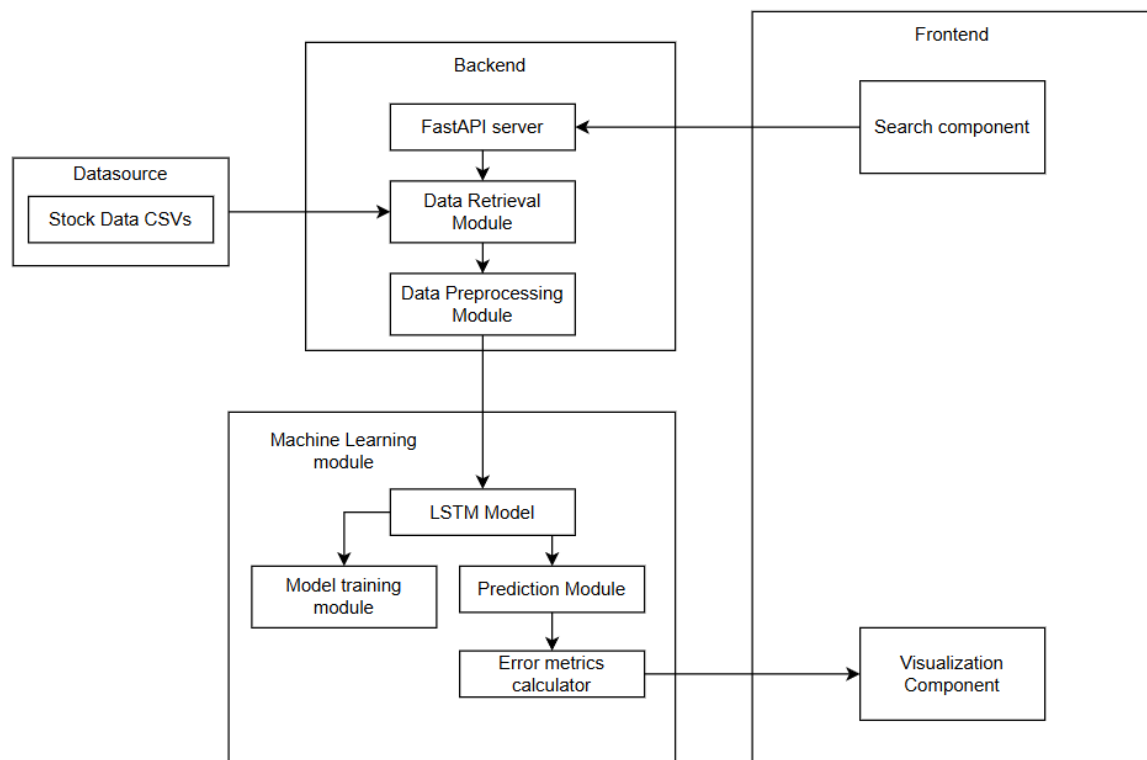 Frontend
Backend
FastAPI server
Search component
Datasource
Stock Data CSVs
Data Retrieval
Module
Data Preprocessing
Module
Machine Learning
module
LSTM Model
Model training
module
Prediction Module
Error metrics
calculator
Visualization
Component